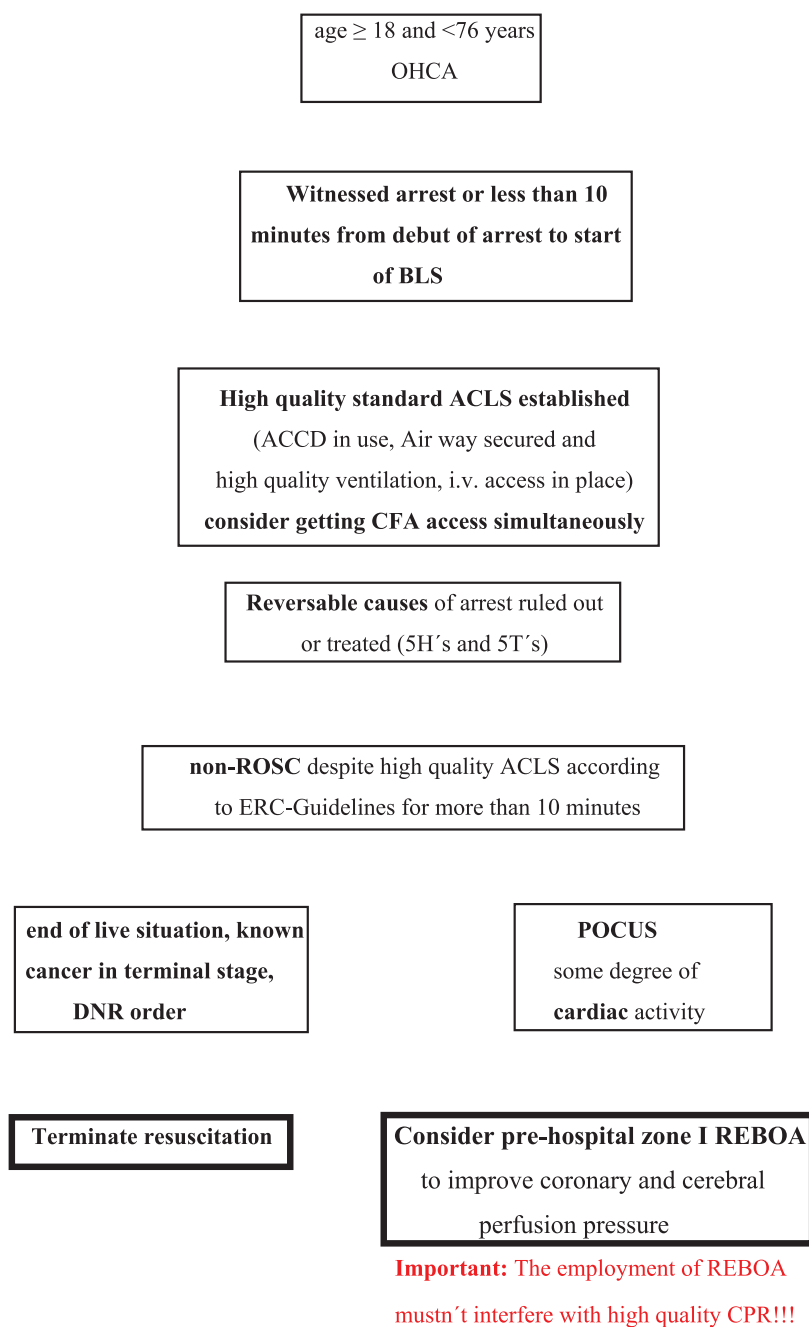 age ≥ 18 and <76 years
OHCA
Witnessed arrest or less than 10
minutes from debut of arrest to start
of BLS
High quality standard ACLS established
(ACCD in use, Air way secured and
high quality ventilation, i.v. access in place)
consider getting CFA access simultaneously
Reversable causes of arrest ruled out
or treated (5H´s and 5T´s)
non-ROSC despite high quality ACLS according
to ERC-Guidelines for more than 10 minutes
end of live situation, known
cancer in terminal stage,
DNR order
POCUS
some degree of
cardiac activity
Terminate resuscitation
Consider pre-hospital zone I REBOA
to improve coronary and cerebral
perfusion pressure
Important: The employment of REBOA
mustn´t interfere with high quality CPR!!!